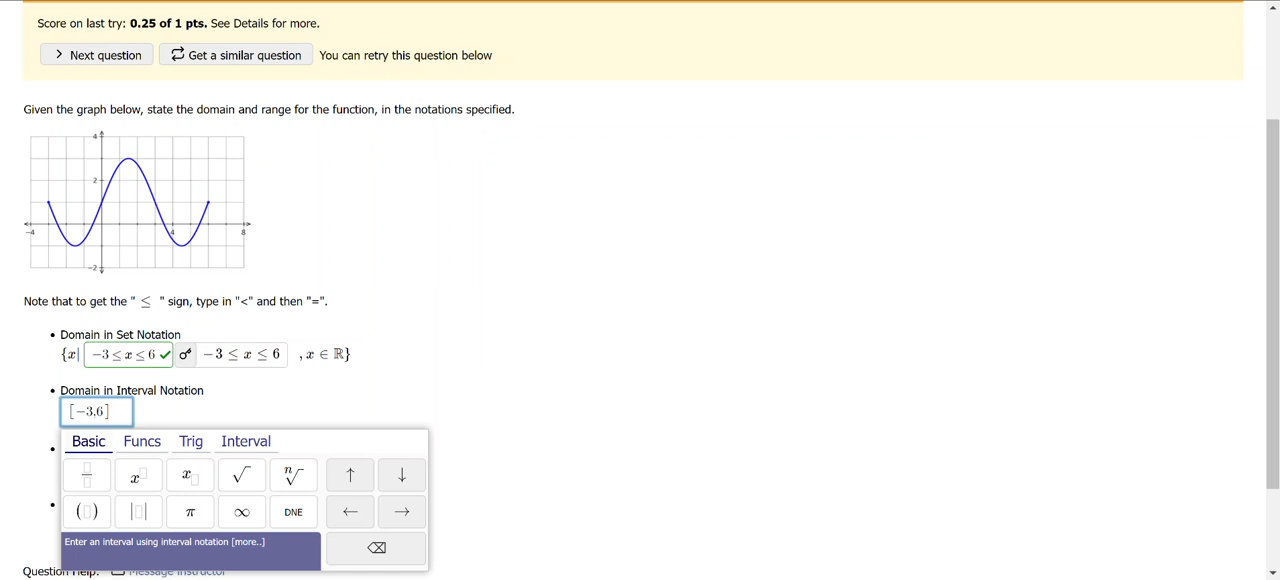 Score on last try: 0.25 of 1 pts. See Details for more.
> Next question Get a similar question You can retry this question below
Given the graph below, state the domain and range for the function, in the notations specified.
4
2
-4 4 8
-2
Note that to get the " ≤ " sign, type in "<" and then "=".
• Domain in Set Notation
{x| −3 ≤ x ≤ 6 ✓ −3 ≤ x ≤ 6 , x ∈ ℝ}
• Domain in Interval Notation
[−3,6]
Basic Funcs Trig Interval
x x √ n√ ↑ ↓
() || π ∞ DNE ← →
Enter an interval using interval notation [more..] ⌫
Question Help: Message instructor